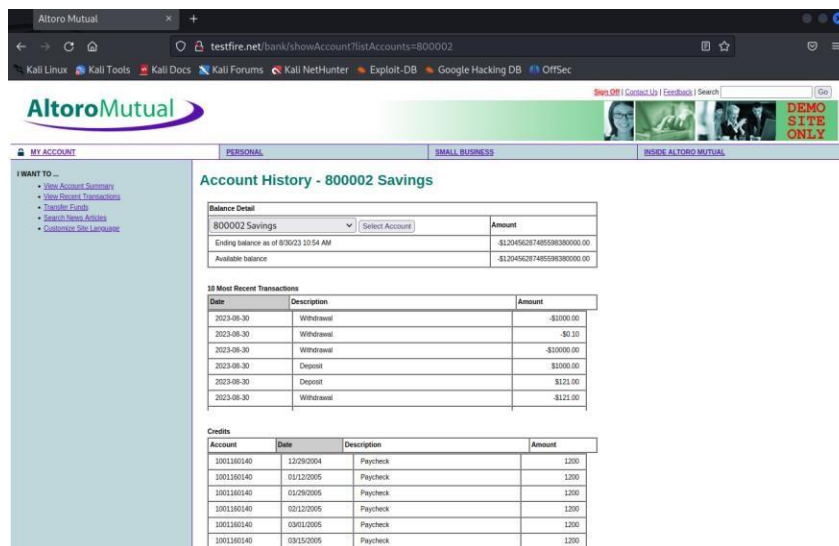 Altoro Mutual
testfire.net/bank/showAccount?listAccounts=800002
Kali Linux Kali Tools Kali Docs Kali Forums Kali NetHunter Exploit-DB Google Hacking DB OffSec
Sign Off | Contact Us | Feedback | Search Go
AltoroMutual
DEMO
SITE
ONLY
MY ACCOUNT PERSONAL SMALL BUSINESS INSIDE ALTORO MUTUAL
I WANT TO ...
View Account Summary
View Recent Transactions
Transfer Funds
Search News Articles
Customize Site Language
Account History - 800002 Savings
Balance Detail
800002 Savings Select Account Amount
Ending balance as of 8/30/23 10:54 AM -$120456287485598380000.00
Available balance -$120456287485598380000.00
10 Most Recent Transactions
Date Description Amount
2023-08-30 Withdrawal -$1000.00
2023-08-30 Withdrawal -$0.10
2023-08-30 Withdrawal -$10000.00
2023-08-30 Deposit $1000.00
2023-08-30 Deposit $121.00
2023-08-30 Withdrawal -$121.00
Credits
Account Date Description Amount
1001160140 12/29/2004 Paycheck 1200
1001160140 01/12/2005 Paycheck 1200
1001160140 01/29/2005 Paycheck 1200
1001160140 02/12/2005 Paycheck 1200
1001160140 03/01/2005 Paycheck 1200
1001160140 03/15/2005 Paycheck 1200